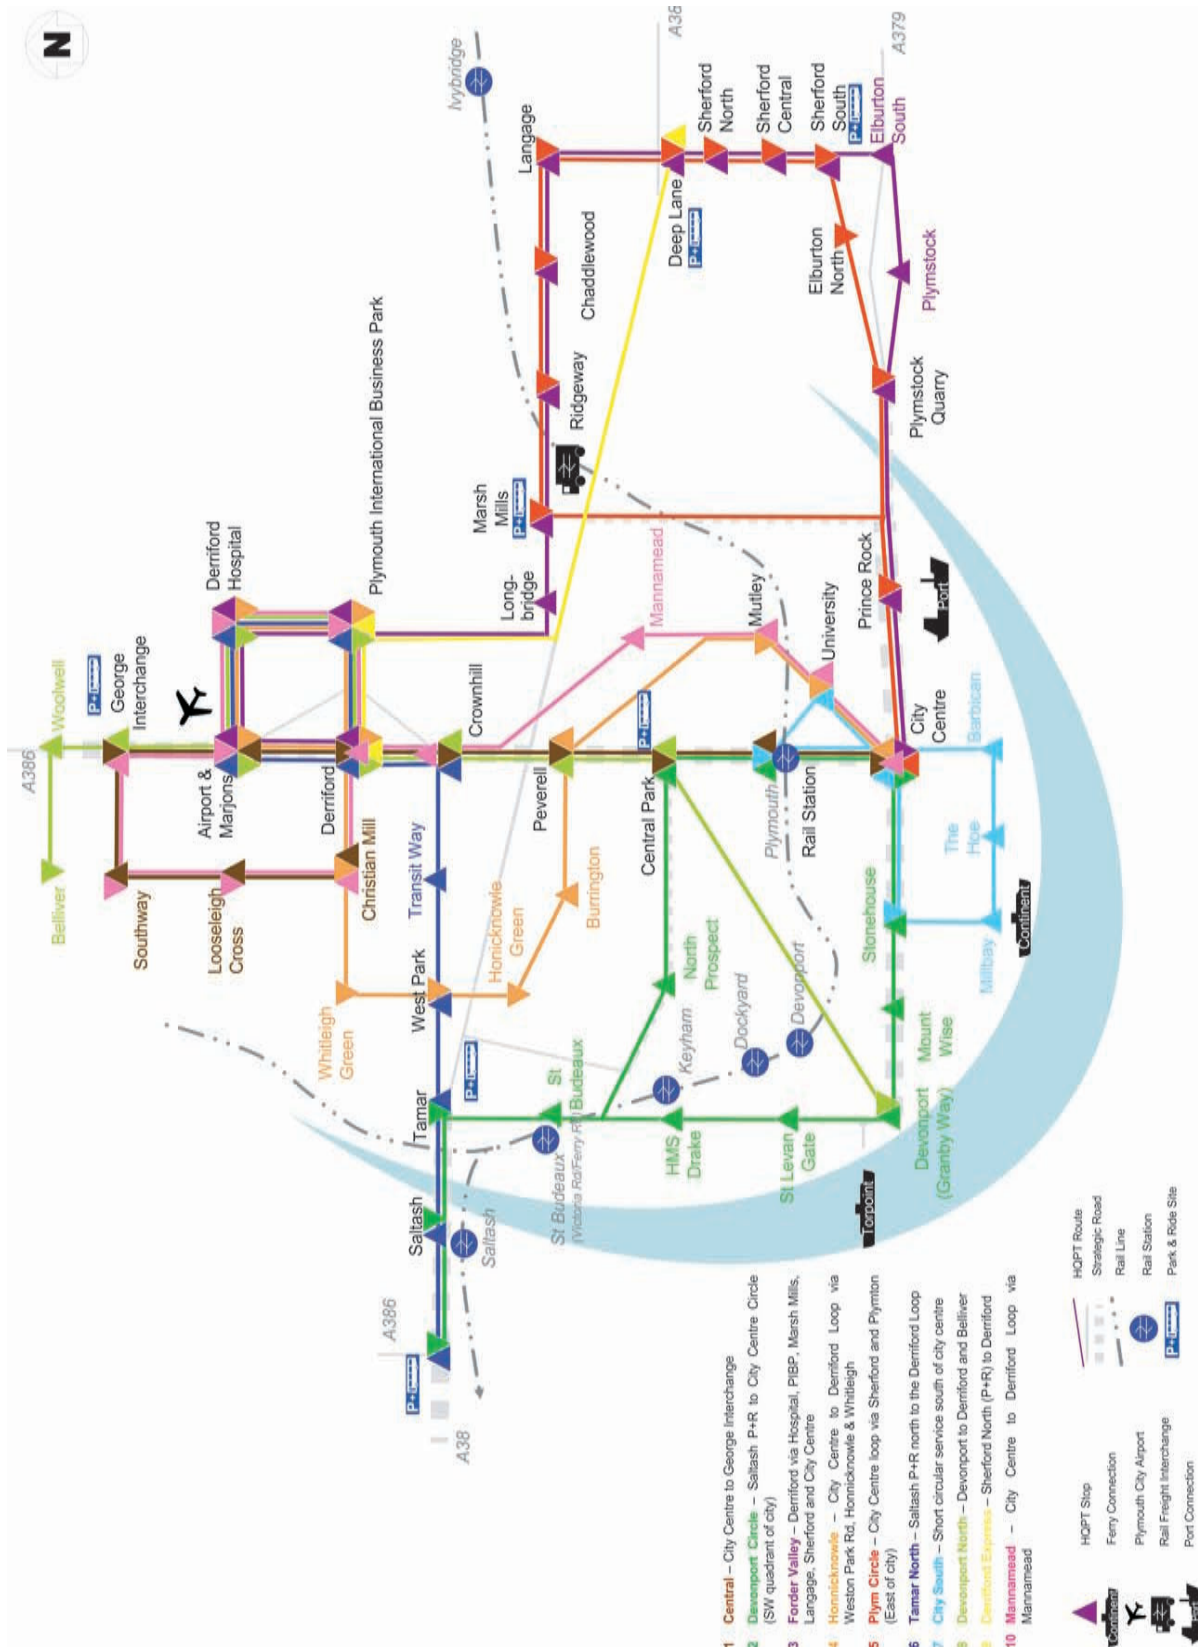 N
A386
Belliver
Woolwell
George
Interchange
Southway
Derriford
Hospital
Airport &
Marjons
Looseleigh
Cross
Derriford
Christian Mill
Plymouth International Business Park
Whitleigh
Green
A386
A38
Saltash
Saltash
Tamar
West Park
Transit Way
Crownhill
Long-
bridge
Marsh
Mills
Ridgeway
Chaddlewood
Langage
Ivybridge
Honicknowle
Green
Burrington
Peverell
Mannamead
St
Budeaux
St Budeaux
(Victoria Rd/Ferry Rd)
Keyham
Dockyard
Devonport
HMS
Drake
St Levan
Gate
North
Prospect
Central Park
Plymouth
Rail Station
Mutley
University
Deep Lane
A38
Sherford
North
Sherford
Central
Sherford
South
Elburton
South
A379
Elburton
North
Plymstock
Plymstock
Quarry
Prince Rock
Port
City
Centre
Barbican
The
Hoe
Millbay
Continent
Stonehouse
Mount
Wise
Devonport
(Granby Way)
Torpoint
P+
P+
P+
P+
P+
P+
P+
1 Central – City Centre to George Interchange
2 Devonport Circle – Saltash P+R to City Centre Circle
(SW quadrant of city)
3 Forder Valley – Derriford via Hospital, PIBP, Marsh Mills,
Langage, Sherford and City Centre
4 Honnicknowle – City Centre to Derriford Loop via
Weston Park Rd, Honnicknowle & Whitleigh
5 Plym Circle – City Centre loop via Sherford and Plymton
(East of city)
6 Tamar North – Saltash P+R north to the Derriford Loop
7 City South – Short circular service south of city centre
8 Devonport North – Devonport to Derriford and Belliver
9 – Sherford North (P+R) to Derriford
10 Mannamead – City Centre to Derriford Loop via
Mannamead
HQPT Stop
Continent
Ferry Connection
Plymouth City Airport
Rail Freight Interchange
Port
Port Connection
HQPT Route
Strategic Road
Rail Line
Rail Station
P+
Park & Ride Site